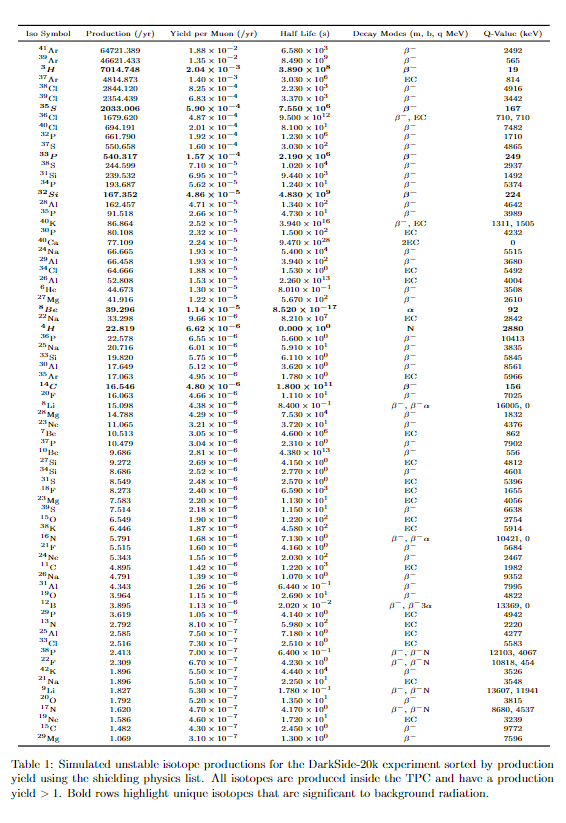 Iso Symbol Production (/yr) Yield per Muon (/yr) Half Life (s) Decay Modes (m, b, q MeV) Q-Value (keV)
⁴¹Ar 64721.389 1.88 × 10⁻² 6.580 × 10³ β⁻ 2492
³⁹Ar 46621.433 1.35 × 10⁻² 8.490 × 10⁹ β⁻ 565
³H 7014.748 2.04 × 10⁻³ 3.890 × 10⁸ β⁻ 19
³⁷Ar 4814.873 1.40 × 10⁻³ 3.030 × 10⁶ EC 814
³⁸Cl 2844.120 8.25 × 10⁻⁴ 2.230 × 10³ β⁻ 4916
³⁹Cl 2354.439 6.83 × 10⁻⁴ 3.370 × 10³ β⁻ 3442
³⁵S 2033.006 5.90 × 10⁻⁴ 7.550 × 10⁶ β⁻ 167
³⁶Cl 1679.620 4.87 × 10⁻⁴ 9.500 × 10¹² β⁻, EC 710, 710
⁴⁰Cl 694.191 2.01 × 10⁻⁴ 8.100 × 10¹ β⁻ 7482
³²P 661.790 1.92 × 10⁻⁴ 1.230 × 10⁶ β⁻ 1710
³⁷S 550.658 1.60 × 10⁻⁴ 3.030 × 10² β⁻ 4865
³³P 540.317 1.57 × 10⁻⁴ 2.190 × 10⁶ β⁻ 249
³⁸S 244.599 7.10 × 10⁻⁵ 1.020 × 10⁴ β⁻ 2937
³¹Si 239.532 6.95 × 10⁻⁵ 9.440 × 10³ β⁻ 1492
³⁴P 193.687 5.62 × 10⁻⁵ 1.240 × 10¹ β⁻ 5374
³²Si 167.352 4.86 × 10⁻⁵ 4.830 × 10⁹ β⁻ 224
²⁸Al 162.457 4.71 × 10⁻⁵ 1.340 × 10² β⁻ 4642
³⁵P 91.518 2.66 × 10⁻⁵ 4.730 × 10¹ β⁻ 3989
⁴⁰K 86.864 2.52 × 10⁻⁵ 3.940 × 10¹⁶ β⁻, EC 1311, 1505
³⁰P 80.108 2.32 × 10⁻⁵ 1.500 × 10² EC 4232
⁴⁰Ca 77.109 2.24 × 10⁻⁵ 9.470 × 10²⁸ 2EC 0
²⁴Na 66.665 1.93 × 10⁻⁵ 5.400 × 10⁴ β⁻ 5515
²⁹Al 66.458 1.93 × 10⁻⁵ 3.940 × 10² β⁻ 3680
³⁴Cl 64.666 1.88 × 10⁻⁵ 1.530 × 10⁰ EC 5492
²⁶Al 52.808 1.53 × 10⁻⁵ 2.260 × 10¹³ EC 4004
⁶He 44.673 1.30 × 10⁻⁵ 8.010 × 10⁻¹ β⁻ 3508
²⁷Mg 41.916 1.22 × 10⁻⁵ 5.670 × 10² β⁻ 2610
⁸Be 39.296 1.14 × 10⁻⁵ 8.520 × 10⁻¹⁷ α 92
²²Na 33.298 9.66 × 10⁻⁶ 8.210 × 10⁷ EC 2842
⁴H 22.819 6.62 × 10⁻⁶ 0.000 × 10⁰ N 2880
³⁶P 22.578 6.55 × 10⁻⁶ 5.600 × 10⁰ β⁻ 10413
²⁵Na 20.716 6.01 × 10⁻⁶ 5.910 × 10¹ β⁻ 3835
³³Si 19.820 5.75 × 10⁻⁶ 6.110 × 10⁰ β⁻ 5845
³⁰Al 17.649 5.12 × 10⁻⁶ 3.620 × 10⁰ β⁻ 8561
³⁵Ar 17.063 4.95 × 10⁻⁶ 1.780 × 10⁰ EC 5966
¹⁴C 16.546 4.80 × 10⁻⁶ 1.800 × 10¹¹ β⁻ 156
²⁰F 16.063 4.66 × 10⁻⁶ 1.110 × 10¹ β⁻ 7025
⁸Li 15.098 4.38 × 10⁻⁶ 8.400 × 10⁻¹ β⁻, β⁻α 16005, 0
²⁸Mg 14.788 4.29 × 10⁻⁶ 7.530 × 10⁴ β⁻ 1832
²³Ne 11.065 3.21 × 10⁻⁶ 3.720 × 10¹ β⁻ 4376
⁷Be 10.513 3.05 × 10⁻⁶ 4.600 × 10⁶ EC 862
³⁷P 10.479 3.04 × 10⁻⁶ 2.310 × 10⁰ β⁻ 7902
¹⁰Be 9.686 2.81 × 10⁻⁶ 4.380 × 10¹³ β⁻ 556
²⁷Si 9.272 2.69 × 10⁻⁶ 4.150 × 10⁰ EC 4812
³⁴Si 8.686 2.52 × 10⁻⁶ 2.770 × 10⁰ β⁻ 4601
³¹S 8.549 2.48 × 10⁻⁶ 2.570 × 10⁰ EC 5396
¹⁸F 8.273 2.40 × 10⁻⁶ 6.590 × 10³ EC 1655
²³Mg 7.583 2.20 × 10⁻⁶ 1.130 × 10¹ EC 4056
³⁹S 7.514 2.18 × 10⁻⁶ 1.150 × 10¹ β⁻ 6638
¹⁵O 6.549 1.90 × 10⁻⁶ 1.220 × 10² EC 2754
³⁸K 6.446 1.87 × 10⁻⁶ 4.580 × 10² EC 5914
¹⁶N 5.791 1.68 × 10⁻⁶ 7.130 × 10⁰ β⁻, β⁻α 10421, 0
²¹F 5.515 1.60 × 10⁻⁶ 4.160 × 10⁰ β⁻ 5684
²⁴Ne 5.343 1.55 × 10⁻⁶ 2.030 × 10² β⁻ 2467
¹¹C 4.895 1.42 × 10⁻⁶ 1.220 × 10³ EC 1982
²⁶Na 4.791 1.39 × 10⁻⁶ 1.070 × 10⁰ β⁻ 9352
³¹Al 4.343 1.26 × 10⁻⁶ 6.440 × 10⁻¹ β⁻ 7995
¹⁹O 3.964 1.15 × 10⁻⁶ 2.690 × 10¹ β⁻ 4822
¹²B 3.895 1.13 × 10⁻⁶ 2.020 × 10⁻² β⁻, β⁻3α 13369, 0
²⁹P 3.619 1.05 × 10⁻⁶ 4.140 × 10⁰ EC 4942
¹³N 2.792 8.10 × 10⁻⁷ 5.980 × 10² EC 2220
²⁵Al 2.585 7.50 × 10⁻⁷ 7.180 × 10⁰ EC 4277
³³Cl 2.516 7.30 × 10⁻⁷ 2.510 × 10⁰ EC 5583
³⁸P 2.413 7.00 × 10⁻⁷ 6.400 × 10⁻¹ β⁻, β⁻N 12103, 4067
²²F 2.309 6.70 × 10⁻⁷ 4.230 × 10⁰ β⁻, β⁻N 10818, 454
⁴²K 1.896 5.50 × 10⁻⁷ 4.440 × 10⁴ β⁻ 3526
²¹Na 1.896 5.50 × 10⁻⁷ 2.250 × 10¹ EC 3548
⁹Li 1.827 5.30 × 10⁻⁷ 1.780 × 10⁻¹ β⁻, β⁻N 13607, 11941
²⁰O 1.792 5.20 × 10⁻⁷ 1.350 × 10¹ β⁻ 3815
¹⁷N 1.620 4.70 × 10⁻⁷ 4.170 × 10⁰ β⁻, β⁻N 8680, 4537
¹⁹Ne 1.586 4.60 × 10⁻⁷ 1.720 × 10¹ EC 3239
¹⁵C 1.482 4.30 × 10⁻⁷ 2.450 × 10⁰ β⁻ 9772
²⁹Mg 1.069 3.10 × 10⁻⁷ 1.300 × 10⁰ β⁻ 7596
Table 1: Simulated unstable isotope productions for the DarkSide-20k experiment sorted by production
yield using the shielding physics list. All isotopes are produced inside the TPC and have a production
yield > 1. Bold rows highlight unique isotopes that are significant to background radiation.